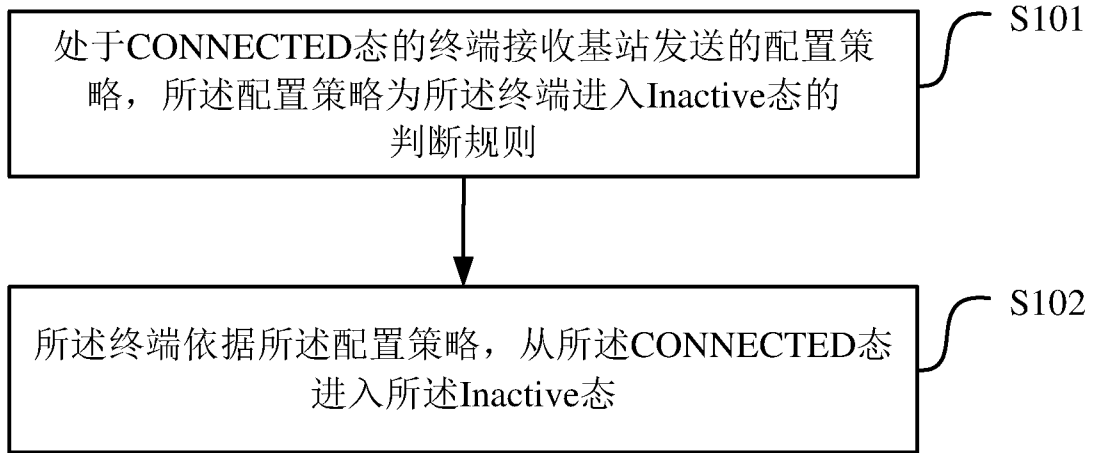 S101
处于CONNECTED态的终端接收基站发送的配置策
略，所述配置策略为所述终端进入Inactive态的
判断规则
S102
所述终端依据所述配置策略，从所述CONNECTED态
进入所述Inactive态